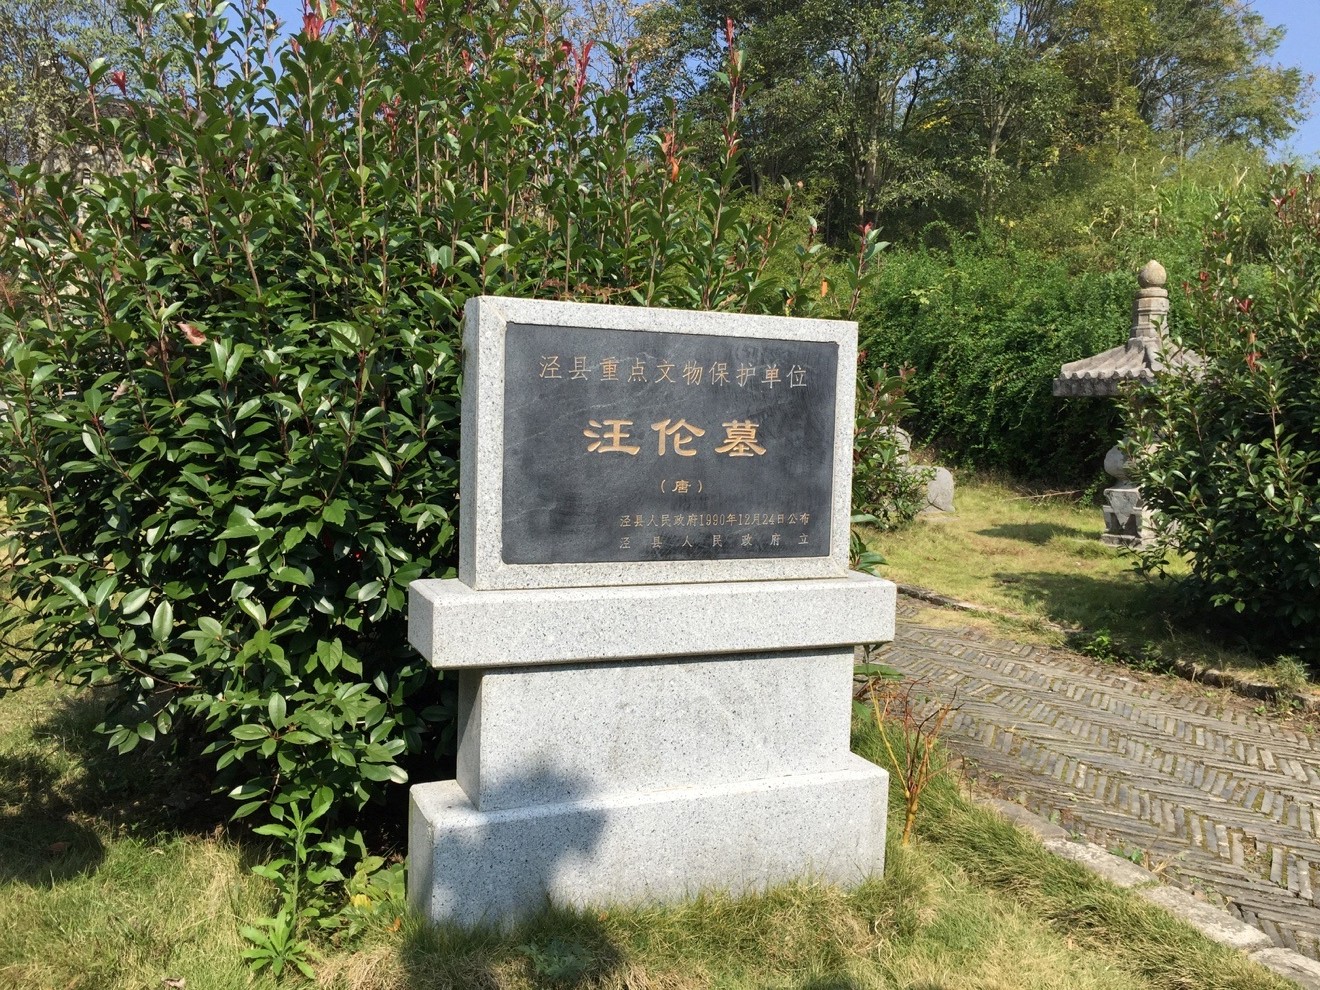 泾县重点文物保护单位
汪伦墓
（唐）
泾县人民政府1990年12月24日公布
泾县人民政府立